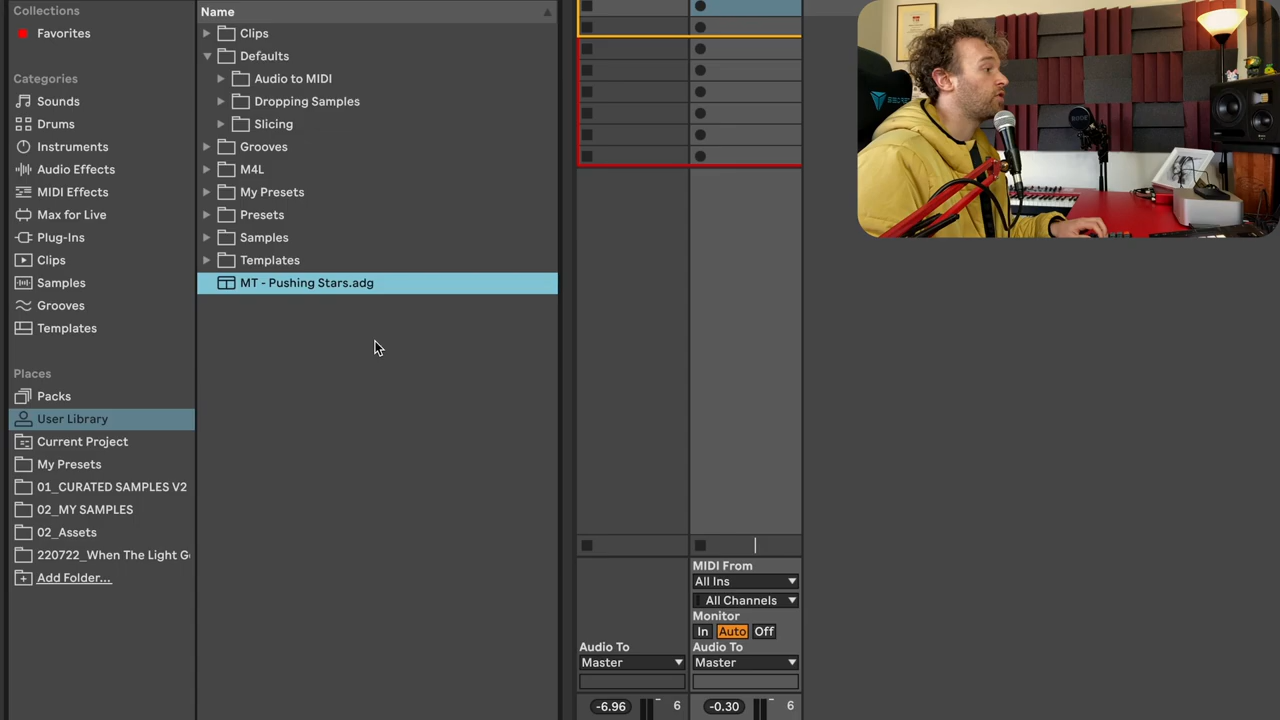 Collections
Favorites
Categories
Sounds
Drums
Instruments
Audio Effects
MIDI Effects
Max for Live
Plug-Ins
Clips
Samples
Grooves
Templates
Places
Packs
User Library
Current Project
My Presets
01_CURATED SAMPLES V2
02_MY SAMPLES
02_Assets
220722_When The Light G
Add Folder...
Name
Clips
Defaults
Audio to MIDI
Dropping Samples
Slicing
Grooves
M4L
My Presets
Presets
Samples
Templates
MT - Pushing Stars.adg
MIDI From
All Ins
All Channels
Monitor
In Auto Off
Audio To Audio To
Master Master
-6.96 6 -0.30 6